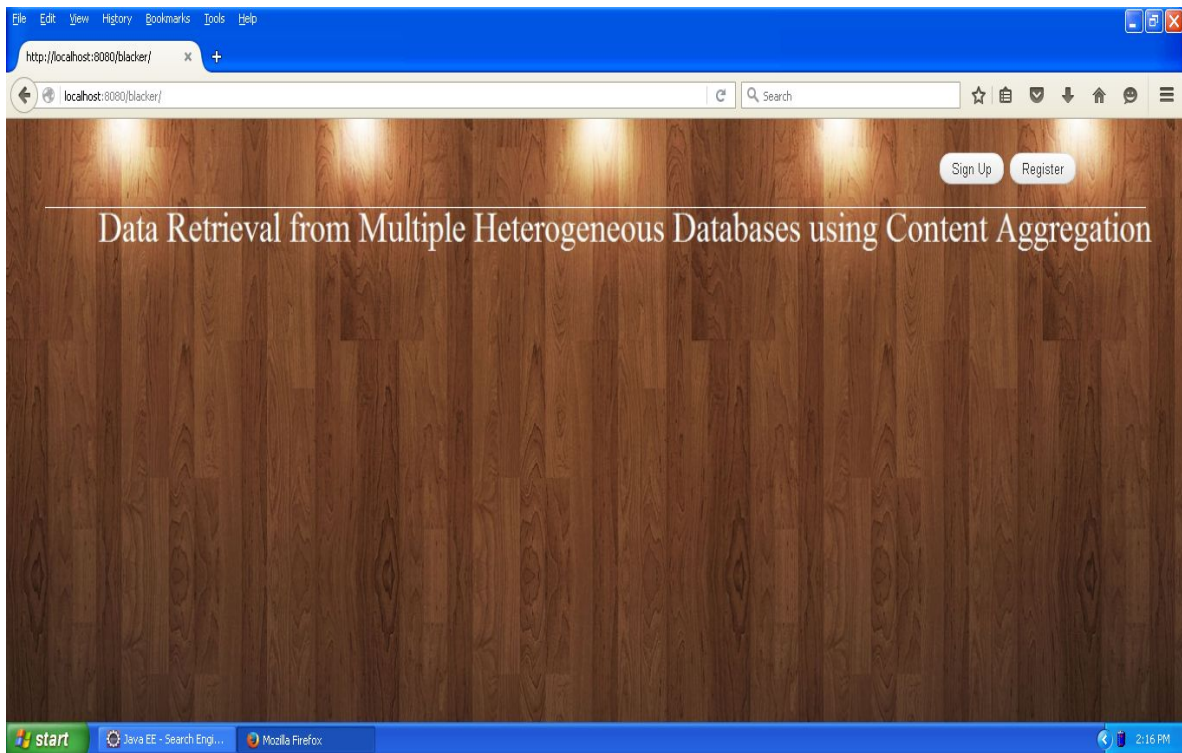 File Edit View History Bookmarks Tools Help
http://localhost:8080/blacker/
localhost:8080/blacker/ Search
Sign Up Register
Data Retrieval from Multiple Heterogeneous Databases using Content Aggregation
start Java EE - Search Engi... Mozilla Firefox 2:16 PM